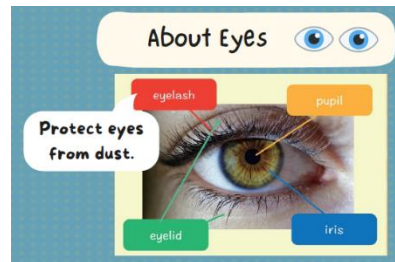 About Eyes
eyelash
pupil
Protect eyes
from dust.
eyelid
iris